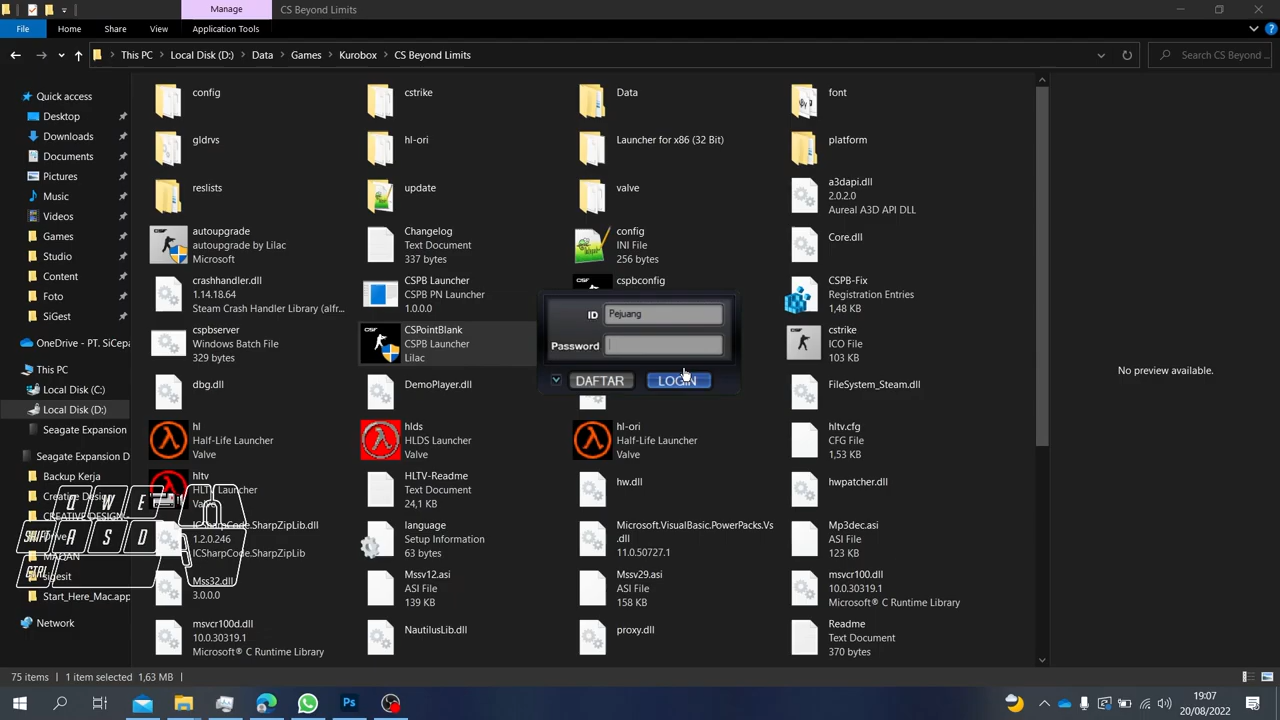 Manage
CS Beyond Limits
File
Home
Share
View
Application Tools
This PC
Local Disk (D:)
Data
Games
Kurobox
CS Beyond Limits
Search CS Beyond...
Quick access
Desktop
Downloads
Documents
Pictures
Music
Videos
Games
Studio
Content
Foto
SiGest
OneDrive - PT. SiCepa
This PC
Local Disk (C:)
Local Disk (D:)
Seagate Expansion
Seagate Expansion D
Backup Kerja
CREATIVE DESIGN
Start_Here_Mac.app
Network
config
cstrike
Data
font
gldrvs
hl-ori
Launcher for x86 (32 Bit)
platform
reslists
update
valve
a3dapi.dll
2.0.2.0
Aureal A3D API DLL
autoupgrade
autoupgrade by Lilac
Microsoft
Changelog
Text Document
337 bytes
config
INI File
256 bytes
Core.dll
crashhandler.dll
1.14.18.64
Steam Crash Handler Library (alfr...
CSPB Launcher
CSPB PN Launcher
1.0.0.0
cspbconfig
CSPB-Fix
Registration Entries
1,48 KB
cspbserver
Windows Batch File
329 bytes
CSPointBlank
CSPB Launcher
Lilac
cstrike
ICO File
103 KB
ID
Pejuang
Password
DAFTAR
LOGIN
dbg.dll
DemoPlayer.dll
FileSystem_Steam.dll
hl
Half-Life Launcher
Valve
hlds
HLDS Launcher
Valve
hl-ori
Half-Life Launcher
Valve
hltv.cfg
CFG File
1,53 KB
hltv
HLTV Launcher
HLTV-Readme
Text Document
24,1 KB
hw.dll
hwpatcher.dll
ICSharpCode.SharpZipLib.dll
1.2.0.246
ICSharpCode.SharpZipLib
language
Setup Information
63 bytes
Microsoft.VisualBasic.PowerPacks.Vs
.dll
11.0.50727.1
Mp3dec.asi
ASI File
123 KB
Mss32.dll
3.0.0.0
Mssv12.asi
ASI File
139 KB
Mssv29.asi
ASI File
158 KB
msvcr100.dll
10.0.30319.1
Microsoft® C Runtime Library
msvcr100d.dll
10.0.30319.1
Microsoft® C Runtime Library
NautilusLib.dll
proxy.dll
Readme
Text Document
370 bytes
No preview available.
Q W E
SHIFT A S D
CTRL
75 items
1 item selected 1,63 MB
19:07
20/08/2022